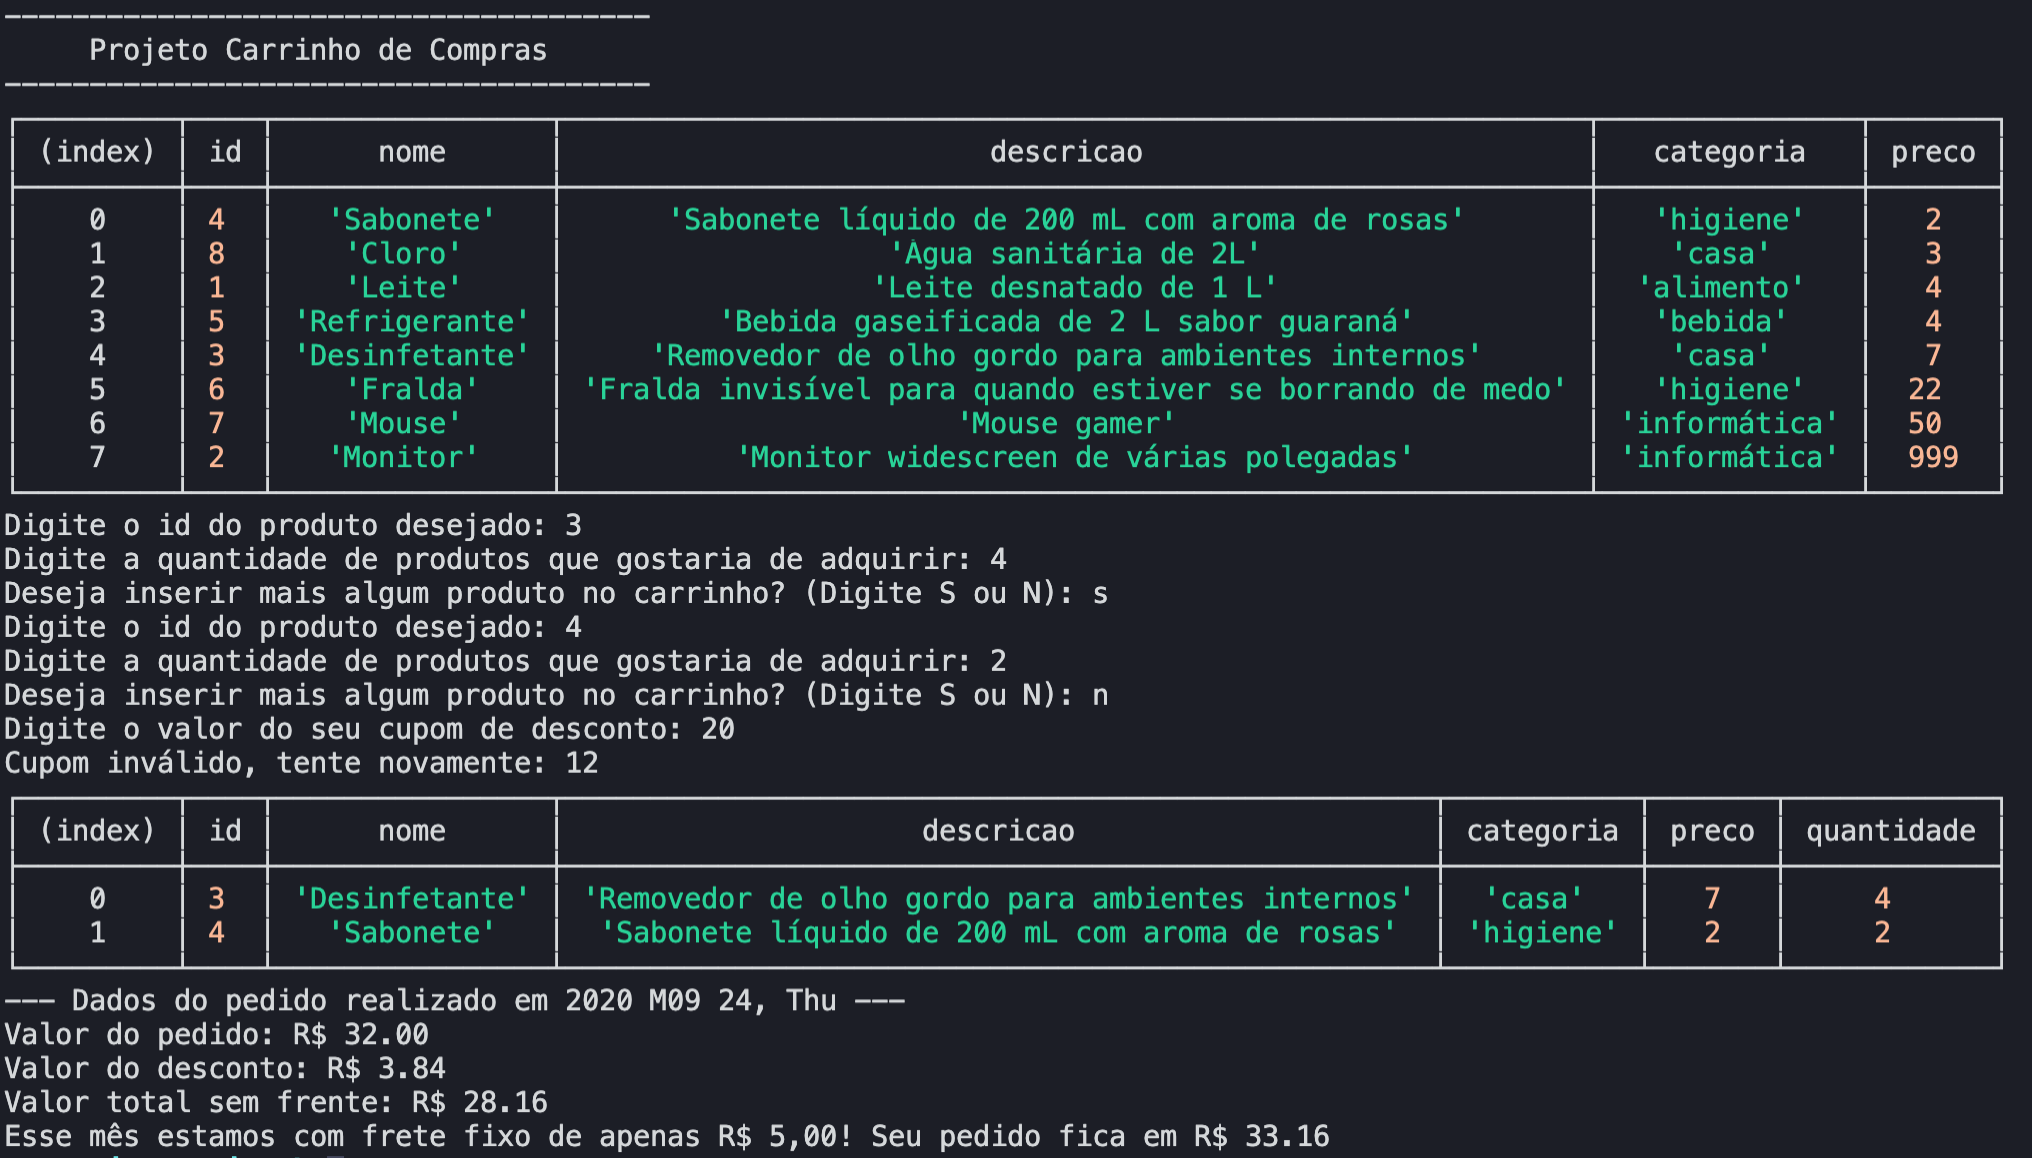 --------------------------------------
Projeto Carrinho de Compras
--------------------------------------
(index) id nome descricao categoria preco
0 4 'Sabonete' 'Sabonete líquido de 200 mL com aroma de rosas' 'higiene' 2
1 8 'Cloro' 'Água sanitária de 2L' 'casa' 3
2 1 'Leite' 'Leite desnatado de 1 L' 'alimento' 4
3 5 'Refrigerante' 'Bebida gaseificada de 2 L sabor guaraná' 'bebida' 4
4 3 'Desinfetante' 'Removedor de olho gordo para ambientes internos' 'casa' 7
5 6 'Fralda' 'Fralda invisível para quando estiver se borrando de medo' 'higiene' 22
6 7 'Mouse' 'Mouse gamer' 'informática' 50
7 2 'Monitor' 'Monitor widescreen de várias polegadas' 'informática' 999
Digite o id do produto desejado: 3
Digite a quantidade de produtos que gostaria de adquirir: 4
Deseja inserir mais algum produto no carrinho? (Digite S ou N): s
Digite o id do produto desejado: 4
Digite a quantidade de produtos que gostaria de adquirir: 2
Deseja inserir mais algum produto no carrinho? (Digite S ou N): n
Digite o valor do seu cupom de desconto: 20
Cupom inválido, tente novamente: 12
(index) id nome descricao categoria preco quantidade
0 3 'Desinfetante' 'Removedor de olho gordo para ambientes internos' 'casa' 7 4
1 4 'Sabonete' 'Sabonete líquido de 200 mL com aroma de rosas' 'higiene' 2 2
--- Dados do pedido realizado em 2020 M09 24, Thu ---
Valor do pedido: R$ 32.00
Valor do desconto: R$ 3.84
Valor total sem frente: R$ 28.16
Esse mês estamos com frete fixo de apenas R$ 5,00! Seu pedido fica em R$ 33.16